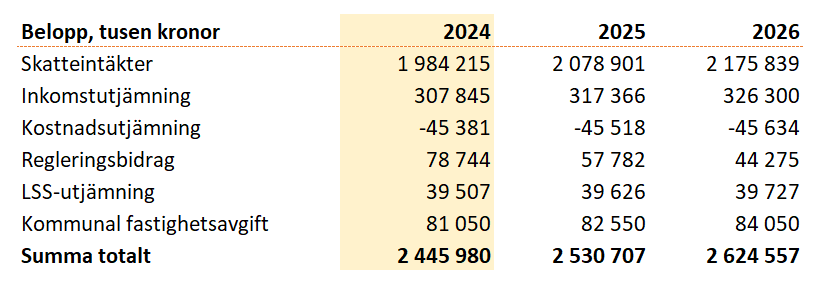 Belopp, tusen kronor 2024 2025 2026
Skatteintäkter 1 984 215 2 078 901 2 175 839
Inkomstutjämning 307 845 317 366 326 300
Kostnadsutjämning -45 381 -45 518 -45 634
Regleringsbidrag 78 744 57 782 44 275
LSS-utjämning 39 507 39 626 39 727
Kommunal fastighetsavgift 81 050 82 550 84 050
Summa totalt 2 445 980 2 530 707 2 624 557